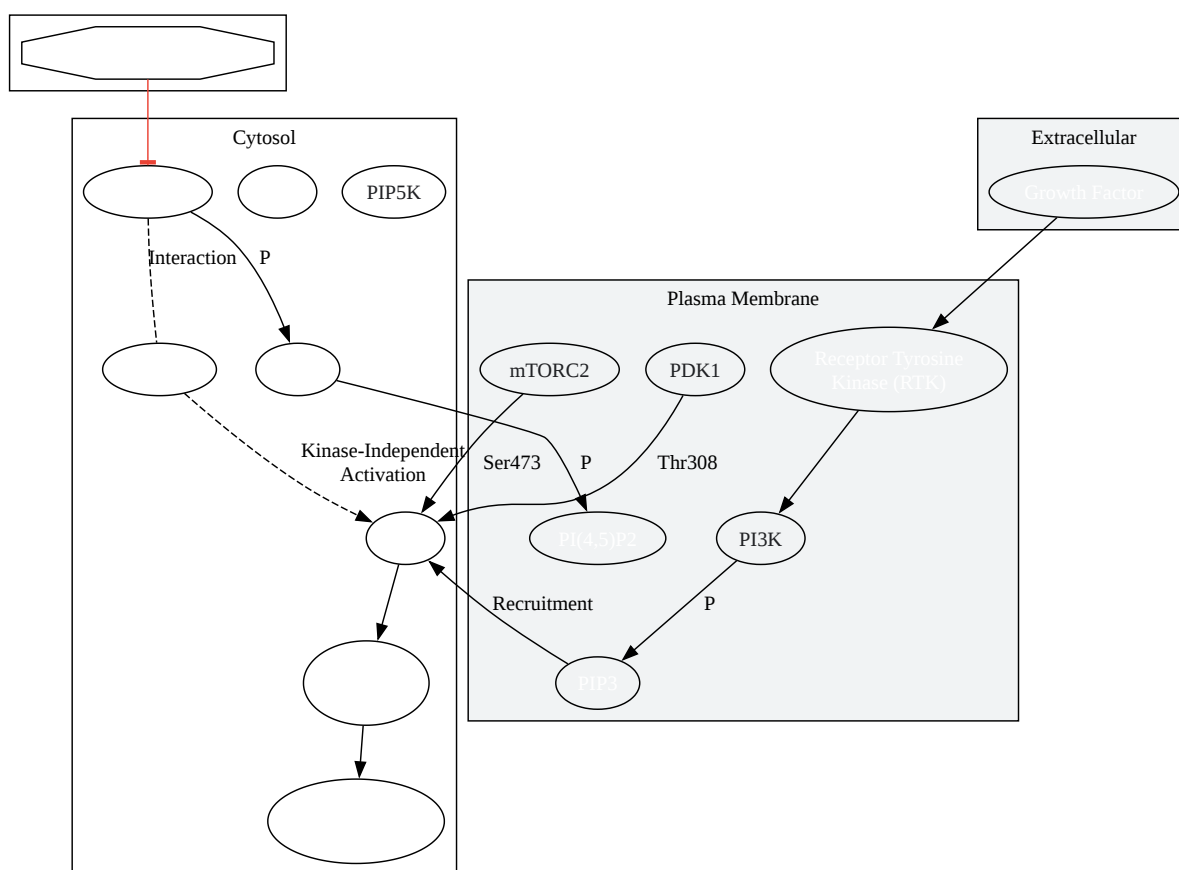 Cytosol
Extracellular
PIP5K
Growth Factor
Interaction
P
Plasma Membrane
mTORC2
PDK1
Receptor Tyrosine
Kinase (RTK)
Kinase-Independent
Activation
Ser473
P
Thr308
PI(4,5)P2
PI3K
Recruitment
P
PIP3